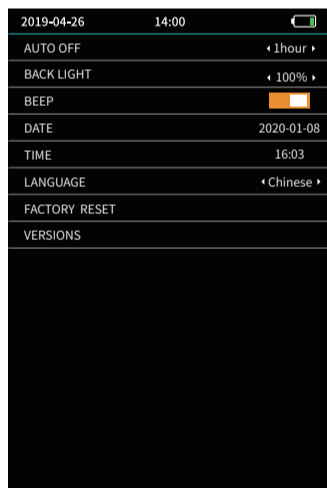 2019-04-26 14:00
AUTO OFF 1hour
BACK LIGHT 100%
BEEP
DATE 2020-01-08
TIME 16:03
LANGUAGE Chinese
FACTORY RESET
VERSIONS